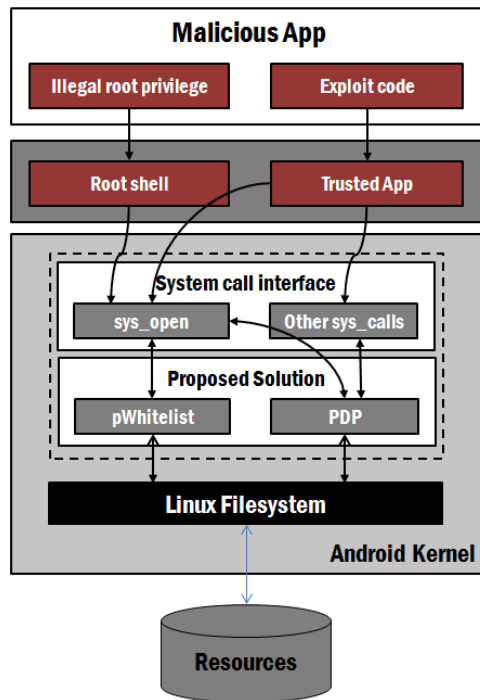 Malicious App
Illegal root privilege
Exploit code
Root shell
Trusted App
System call interface
sys_open
Other sys_calls
Proposed Solution
pWhitelist
PDP
Linux Filesystem
Android Kernel
Resources